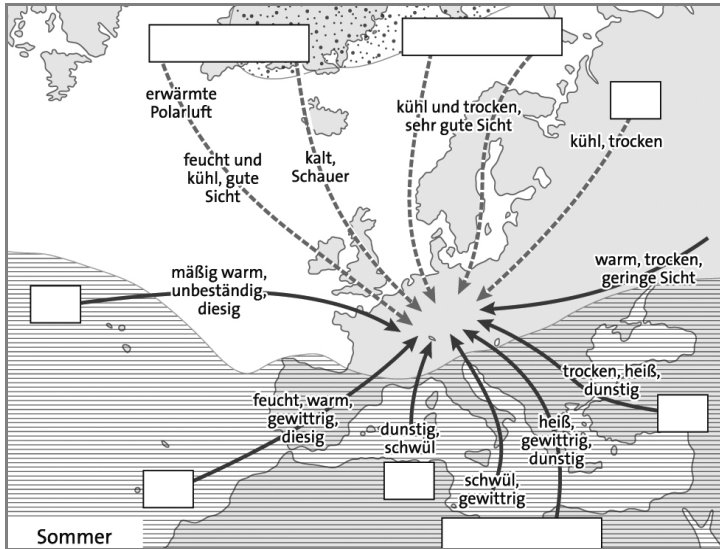 erwärmte
Polarluft
feucht und
kühl, gute
Sicht
kalt,
Schauer
kühl und trocken,
sehr gute Sicht
kühl, trocken
mäßig warm,
unbeständig,
diesig
warm, trocken,
geringe Sicht
feucht, warm,
gewittrig,
diesig
dunstig,
schwül
schwül,
gewittrig
heiß,
gewittrig,
dunstig
trocken, heiß,
dunstig
Sommer